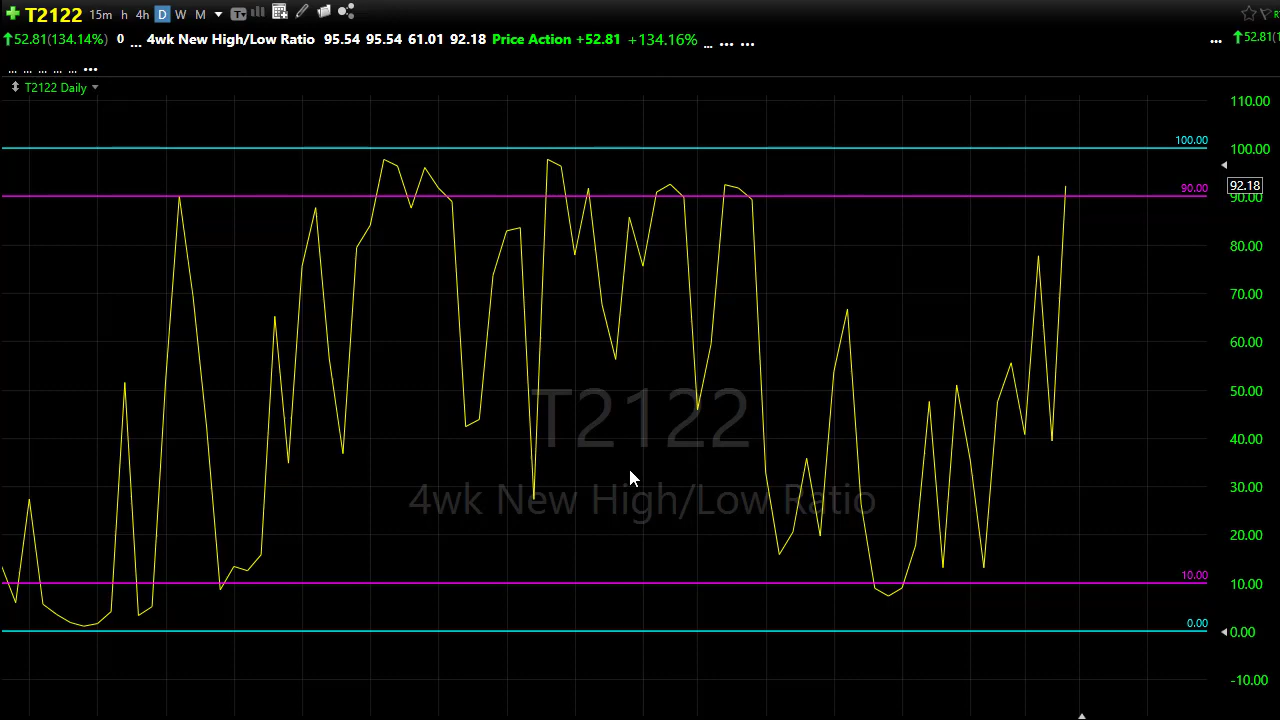 T2122 15m h 4h D W M T
52.81(134.14%) 0 ... 4wk New High/Low Ratio 95.54 95.54 61.01 92.18 Price Action +52.81 +134.16% ... ... ... ... 52.81(1
... ... ... ... ... ...
T2122 Daily
110.00
100.00 100.00
92.18
90.00 90.00
80.00
70.00
60.00
50.00
T2122
40.00
30.00
4wk New High/Low Ratio
20.00
10.00 10.00
0.00 0.00
-10.00